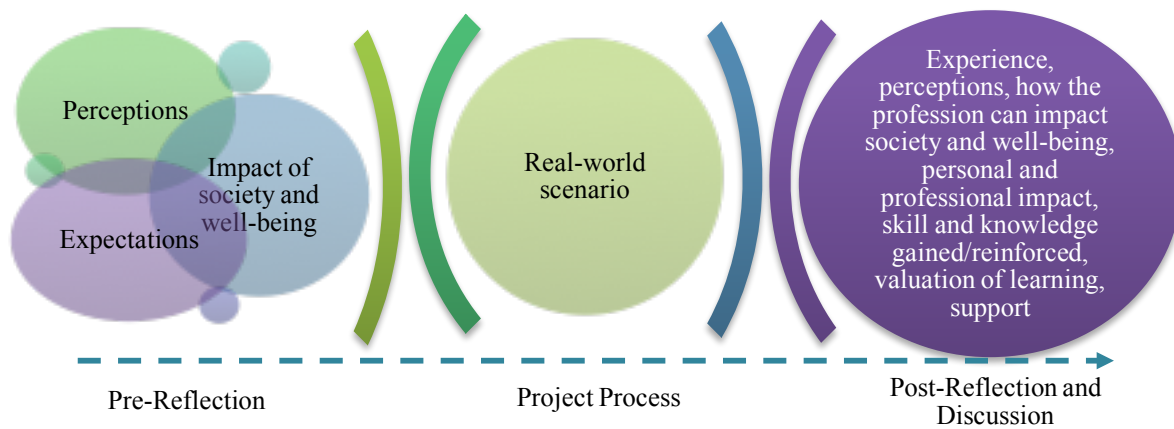 Perceptions
Impact of
society and
well-being
Expectations
Real-world
scenario
Experience,
perceptions, how the
profession can impact
society and well-being,
personal and
professional impact,
skill and knowledge
gained/reinforced,
valuation of learning,
support
Pre-Reflection
Project Process
Post-Reflection and
Discussion